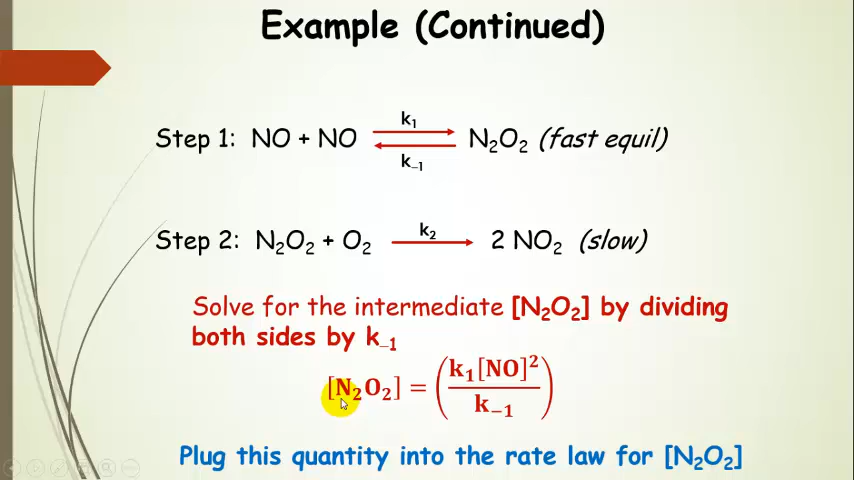 Example (Continued)
k₁
Step 1: NO + NO ⇌ N₂O₂ (fast equil)
k₋₁
k₂
Step 2: N₂O₂ + O₂ → 2 NO₂ (slow)
Solve for the intermediate [N₂O₂] by dividing
both sides by k₋₁
[N₂O₂] = (k₁[NO]² / k₋₁)
Plug this quantity into the rate law for [N₂O₂]